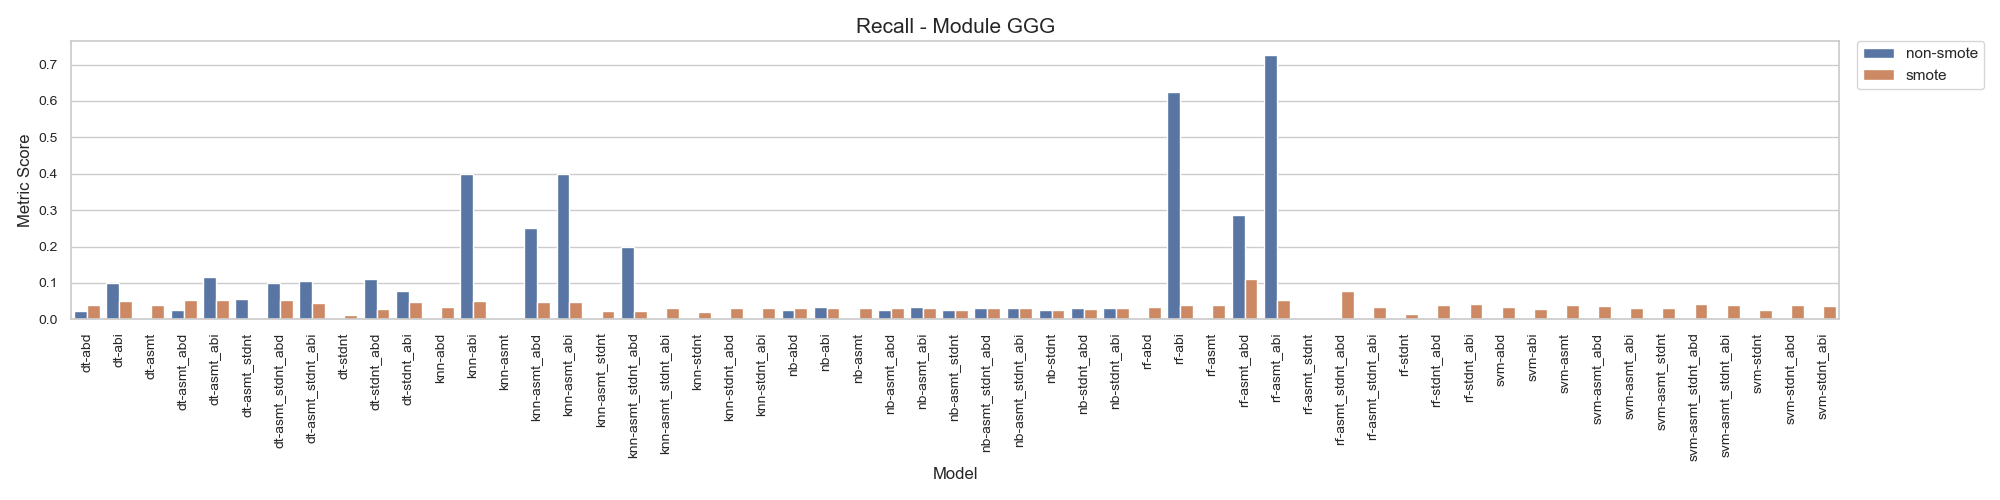 Recall - Module GGG
non-smote
smote
Metric Score
0.7
0.6
0.5
0.4
0.3
0.2
0.1
0.0
dt-abd
dt-abi
dt-asmt
dt-asmt_abd
dt-asmt_abi
dt-asmt_stdnt
dt-asmt_stdnt_abd
dt-asmt_stdnt_abi
dt-stdnt
dt-stdnt_abd
dt-stdnt_abi
knn-abd
knn-abi
knn-asmt
knn-asmt_abd
knn-asmt_abi
knn-asmt_stdnt
knn-asmt_stdnt_abd
knn-asmt_stdnt_abi
knn-stdnt
knn-stdnt_abd
knn-stdnt_abi
nb-abd
nb-abi
nb-asmt
nb-asmt_abd
nb-asmt_abi
nb-asmt_stdnt
nb-asmt_stdnt_abd
nb-asmt_stdnt_abi
nb-stdnt
nb-stdnt_abd
nb-stdnt_abi
rf-abd
rf-abi
rf-asmt
rf-asmt_abd
rf-asmt_abi
rf-asmt_stdnt
rf-asmt_stdnt_abd
rf-asmt_stdnt_abi
rf-stdnt
rf-stdnt_abd
rf-stdnt_abi
svm-abd
svm-abi
svm-asmt
svm-asmt_abd
svm-asmt_abi
svm-asmt_stdnt
svm-asmt_stdnt_abd
svm-asmt_stdnt_abi
svm-stdnt
svm-stdnt_abd
svm-stdnt_abi
Model